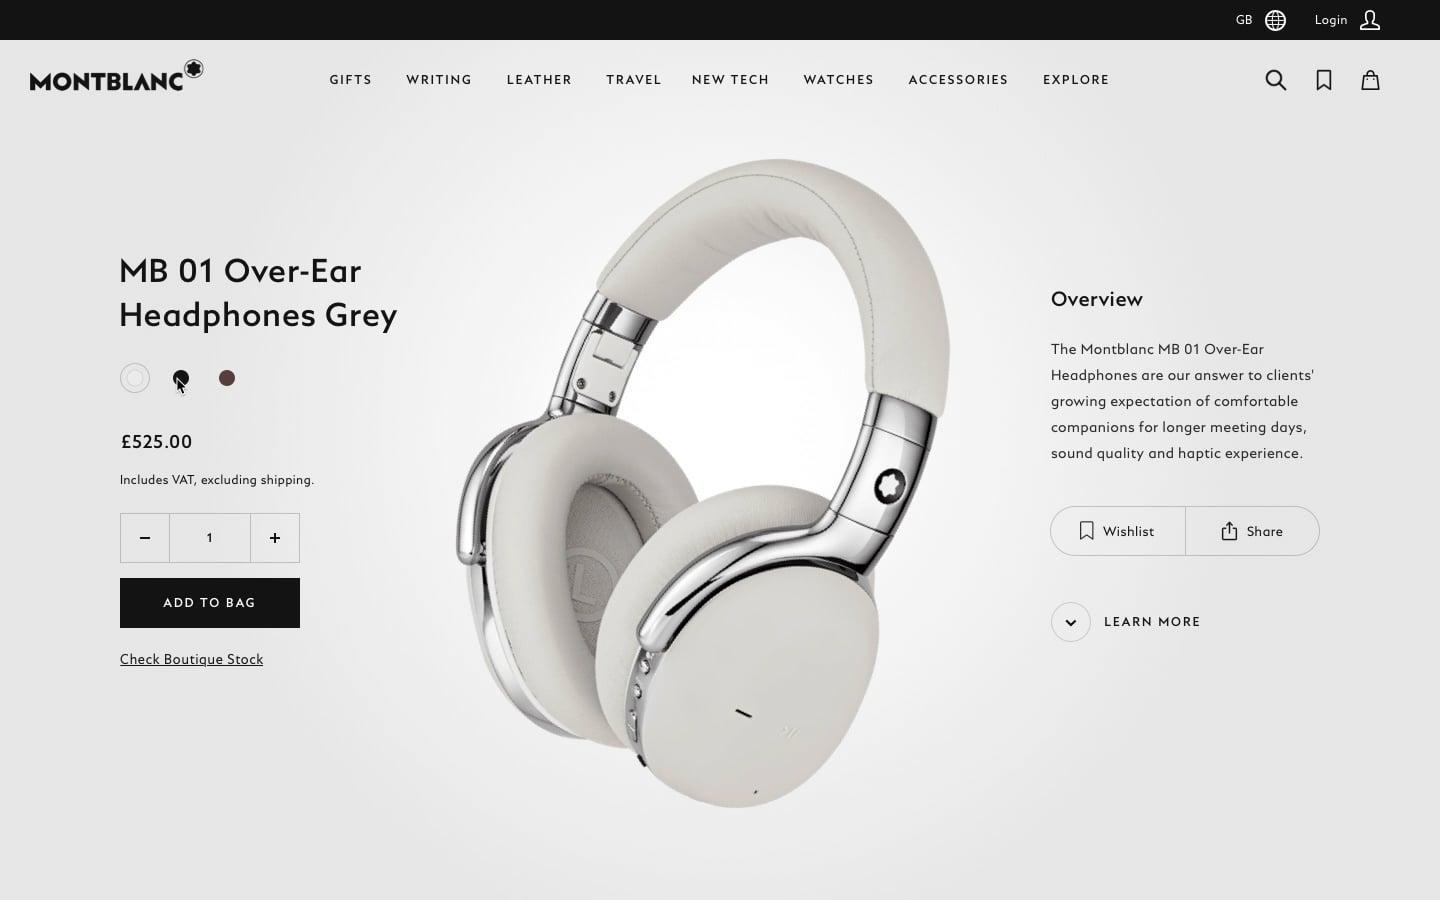 GB
Login
MONTBLANC
GIFTS
WRITING
LEATHER
TRAVEL
NEW TECH
WATCHES
ACCESSORIES
EXPLORE
MB 01 Over-Ear
Headphones Grey
£525.00
Includes VAT, excluding shipping.
1
ADD TO BAG
Check Boutique Stock
L
Overview
The Montblanc MB 01 Over-Ear
Headphones are our answer to clients'
growing expectation of comfortable
companions for longer meeting days,
sound quality and haptic experience.
Wishlist
Share
LEARN MORE